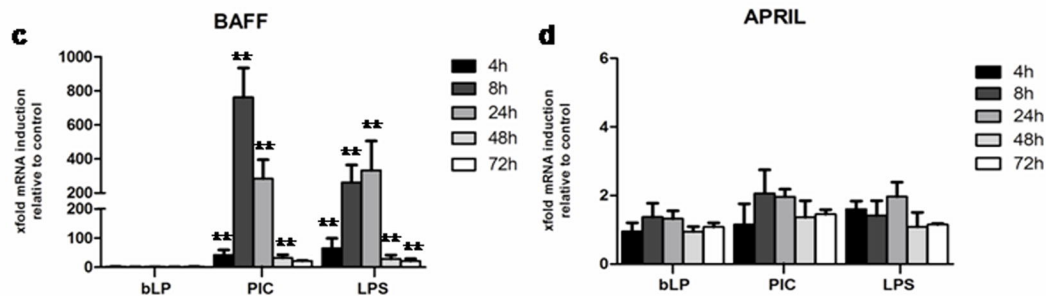 c
BAFF
xfold mRNA induction
relative to control
1000
800
600
400
200
200
100
0
**
**
**
**
**
**
**
**
**
bLP
PIC
LPS
4h
8h
24h
48h
72h
d
APRIL
xfold mRNA induction
relative to control
6
4
2
0
bLP
PIC
LPS
4h
8h
24h
48h
72h